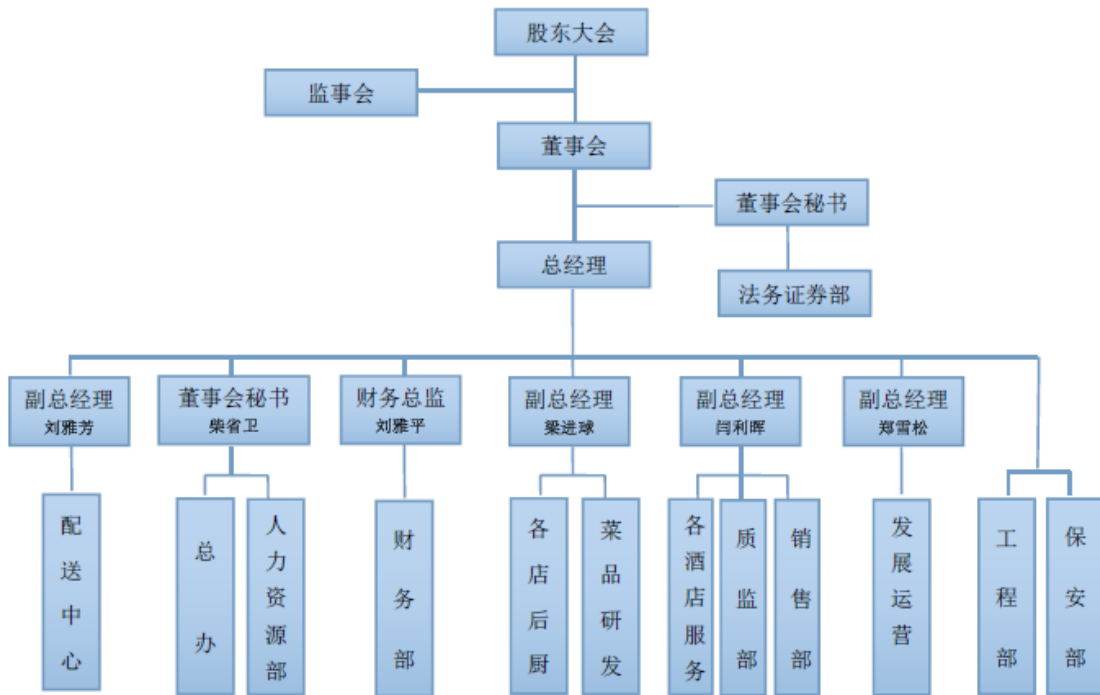 股东大会
监事会
董事会
董事会秘书
总经理
法务证券部
副总经理
刘雅芳
董事会秘书
柴省卫
财务总监
刘雅平
副总经理
梁进球
副总经理
闫利晖
副总经理
郑雪松
配送中心
总办
人力资源部
财务部
各店后厨
菜品研发
各酒店服务
质监部
销售部
发展运营
工程部
保安部